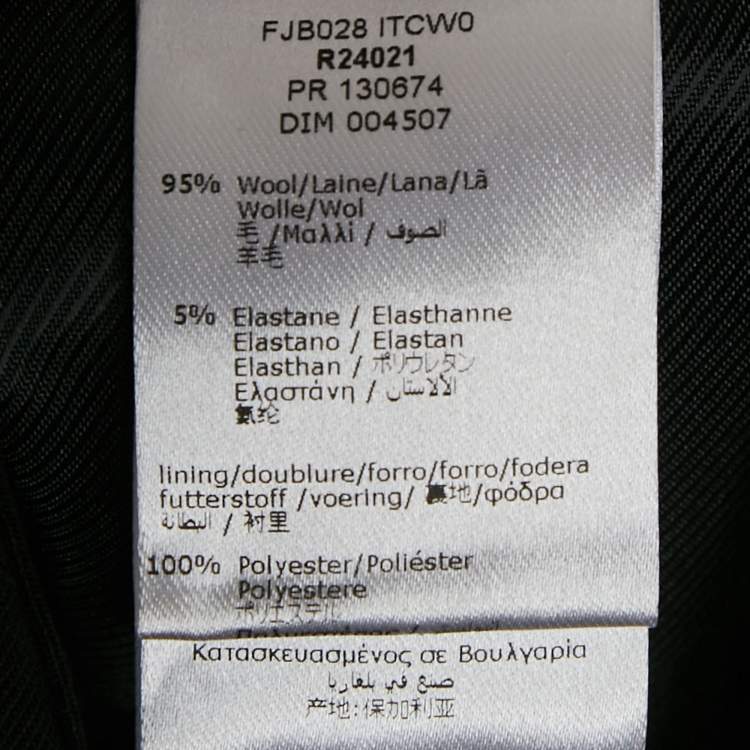 FJB028 ITCW0
R24021
PR 130674
DIM 004507
95% Wool/Laine/Lana/Lã
Wolle/Wol
毛 /Μαλλί / الصوف
羊毛
5% Elastane / Elasthanne
Elastano / Elastan
Elasthan / ポリウレタン
Ελαστάνη / الألاستان
氨纶
lining/doublure/forro/forro/fodera
futterstoff /voering/ 裏地/φόδρα
البطانة / 衬里
100% Polyester/Poliéster
Polyestere
ポリエステル
Κατασκευασμένος σε Βουλγαρία
صنع في بلغاريا
产地:保加利亚